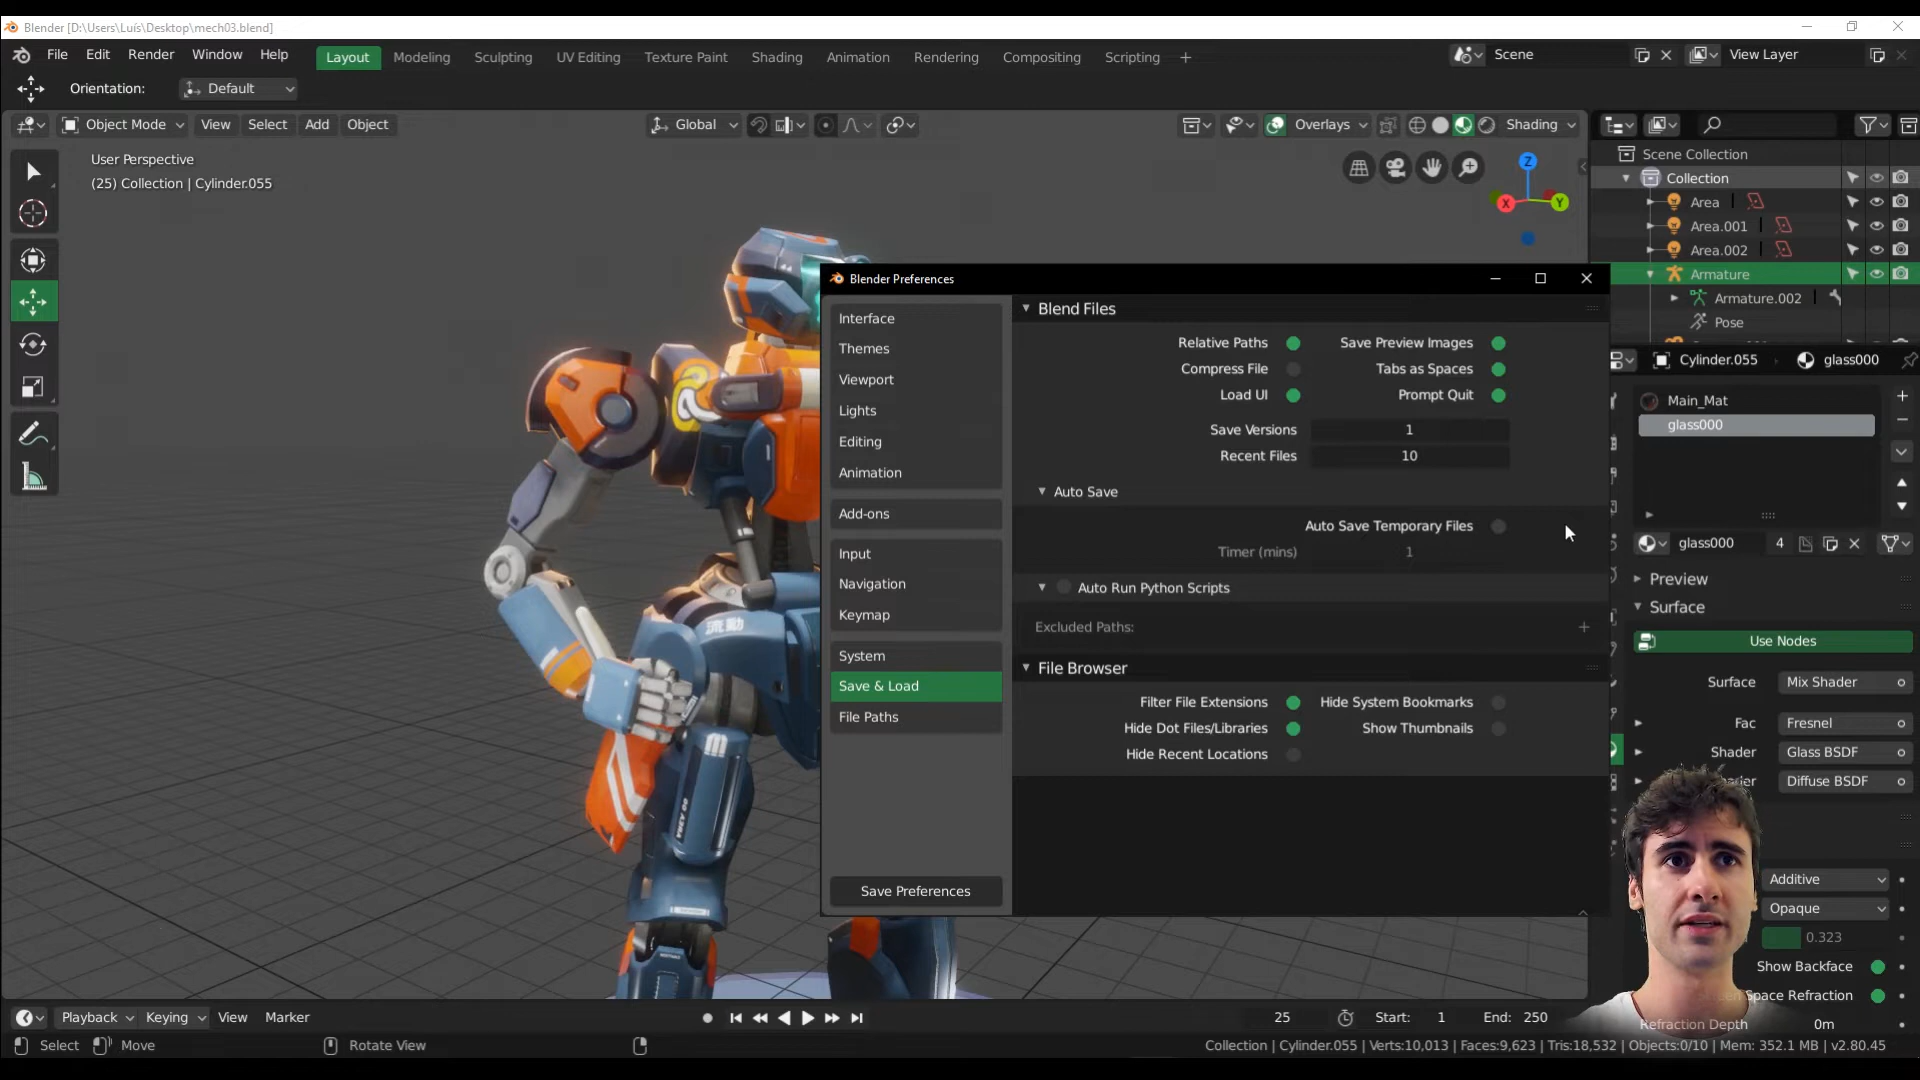 Blender [D:\Users\Luís\Desktop\mech03.blend]
File Edit Render Window Help
Layout Modeling Sculpting UV Editing Texture Paint Shading Animation Rendering Compositing Scripting +
Scene
View Layer
Orientation: Default
Object Mode View Select Add Object
Global
Overlays
Shading
User Perspective
(25) Collection | Cylinder.055
Z
X
Y
Scene Collection
Collection
Area
Area.001
Area.002
Armature
Armature.002
Pose
Blender Preferences
Interface
Themes
Viewport
Lights
Editing
Animation
Add-ons
Input
Navigation
Keymap
System
Save & Load
File Paths
Save Preferences
Blend Files
Relative Paths
Save Preview Images
Compress File
Tabs as Spaces
Load UI
Prompt Quit
Save Versions 1
Recent Files 10
Auto Save
Auto Save Temporary Files
Timer (mins) 1
Auto Run Python Scripts
Excluded Paths: +
File Browser
Filter File Extensions
Hide System Bookmarks
Hide Dot Files/Libraries
Show Thumbnails
Hide Recent Locations
Cylinder.055 glass000
Main_Mat
glass000
glass000 4
Preview
Surface
Use Nodes
Surface Mix Shader
Fac Fresnel
Shader Glass BSDF
Diffuse BSDF
Additive
Opaque
0.323
Show Backface
Space Refraction
Refraction Depth 0m
流動
Playback Keying View Marker
25
Start: 1
End: 250
Select
Move
Rotate View
Collection | Cylinder.055 | Verts:10,013 | Faces:9,623 | Tris:18,532 | Objects:0/10 | Mem: 352.1 MB | v2.80.45